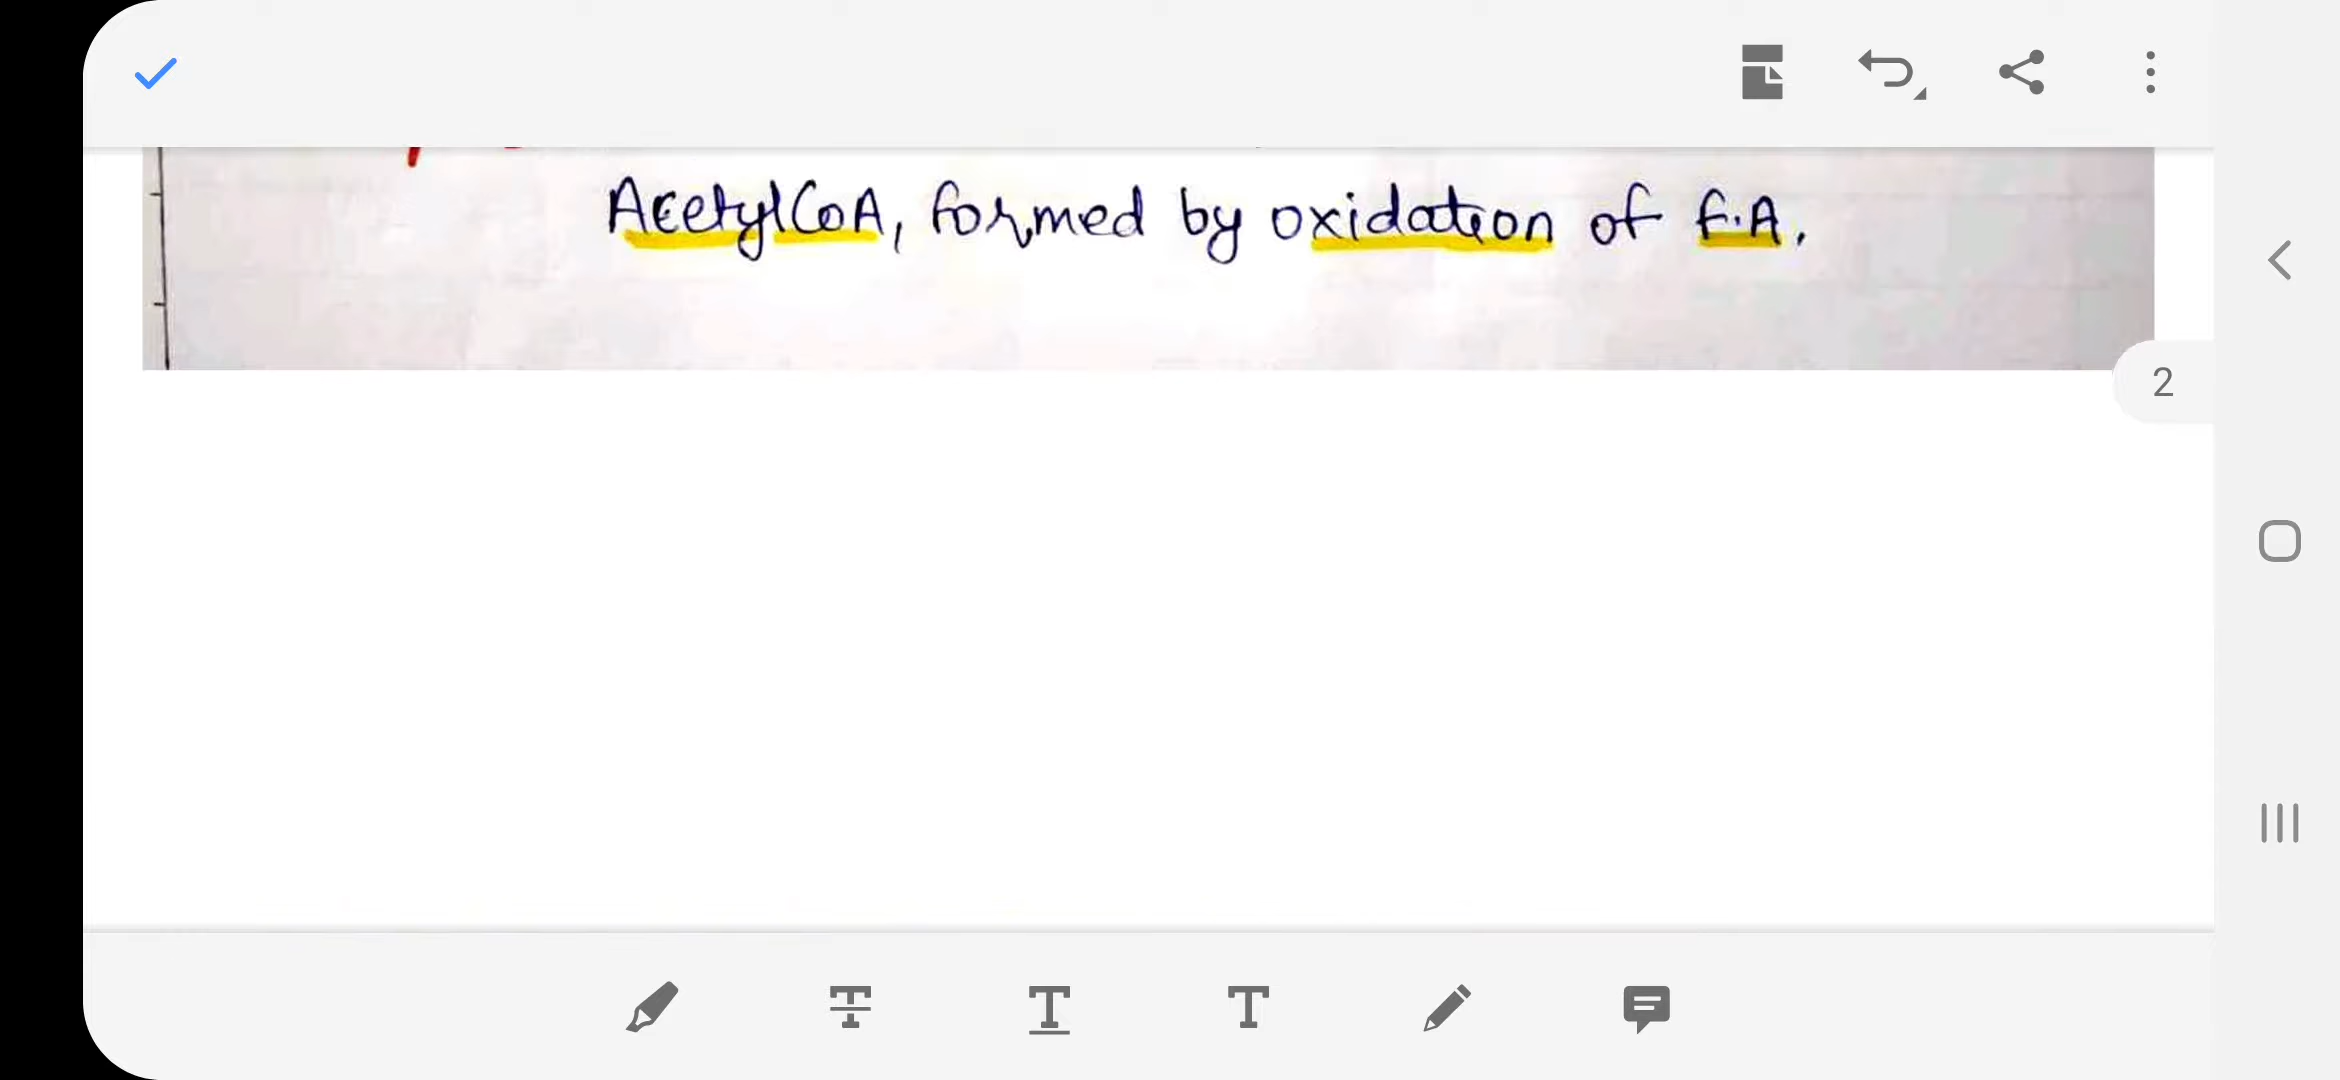 AcetylCoA, formed by oxidation of F.A.
2